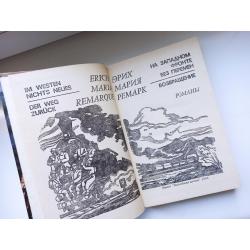 IM WESTEN
NICHTS NEUES
DER WEG
ZURÜCK
ERICH
MARIA
REMARQUE
ЭРИХ
МАРИЯ
РЕМАРК
НА ЗАПАДНОМ
ФРОНТЕ
БЕЗ ПЕРЕМЕН
ВОЗВРАЩЕНИЕ
РОМАНЫ